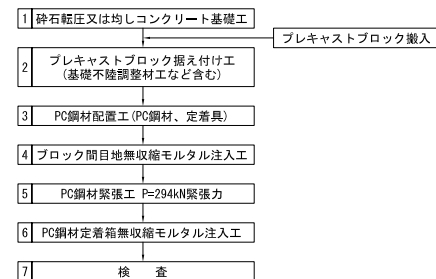 1 砕石転圧又は均しコンクリート基礎工
プレキャストブロック搬入
2 プレキャストブロック据え付け工
(基礎不陸調整材工など含む)
3 PC鋼材配置工(PC鋼材、定着具)
4 ブロック間目地無収縮モルタル注入工
5 PC鋼材緊張工 P=294kN緊張力
6 PC鋼材定着箱無収縮モルタル注入工
7 検　査